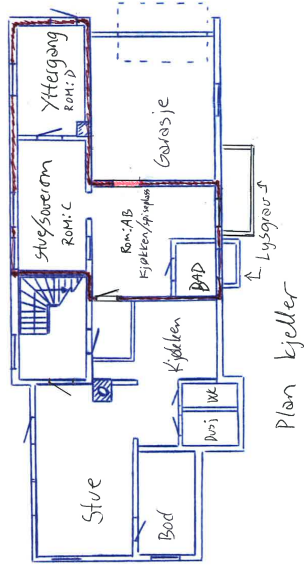 Yttergang
ROM:D
Stue/soverom
ROM:C
Garasje
Rom:AB
Kjøkken/spiseplass
BAD
← Lysgrav →
Kjøkken
Stue
Dusj
WC
Bod
Plan kjeller